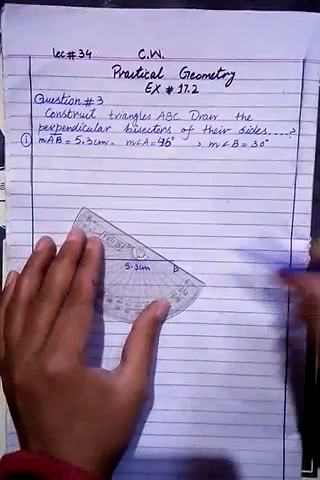 Lec# 34 C.W.
Practical Geometry
EX # 17.2
Question # 3
Construct triangles ABC. Draw the
perpendicular bisectors of their sides.....?
(i) mAB = 5.3cm, m∠A = 45° , m∠B = 30°
5.3cm B